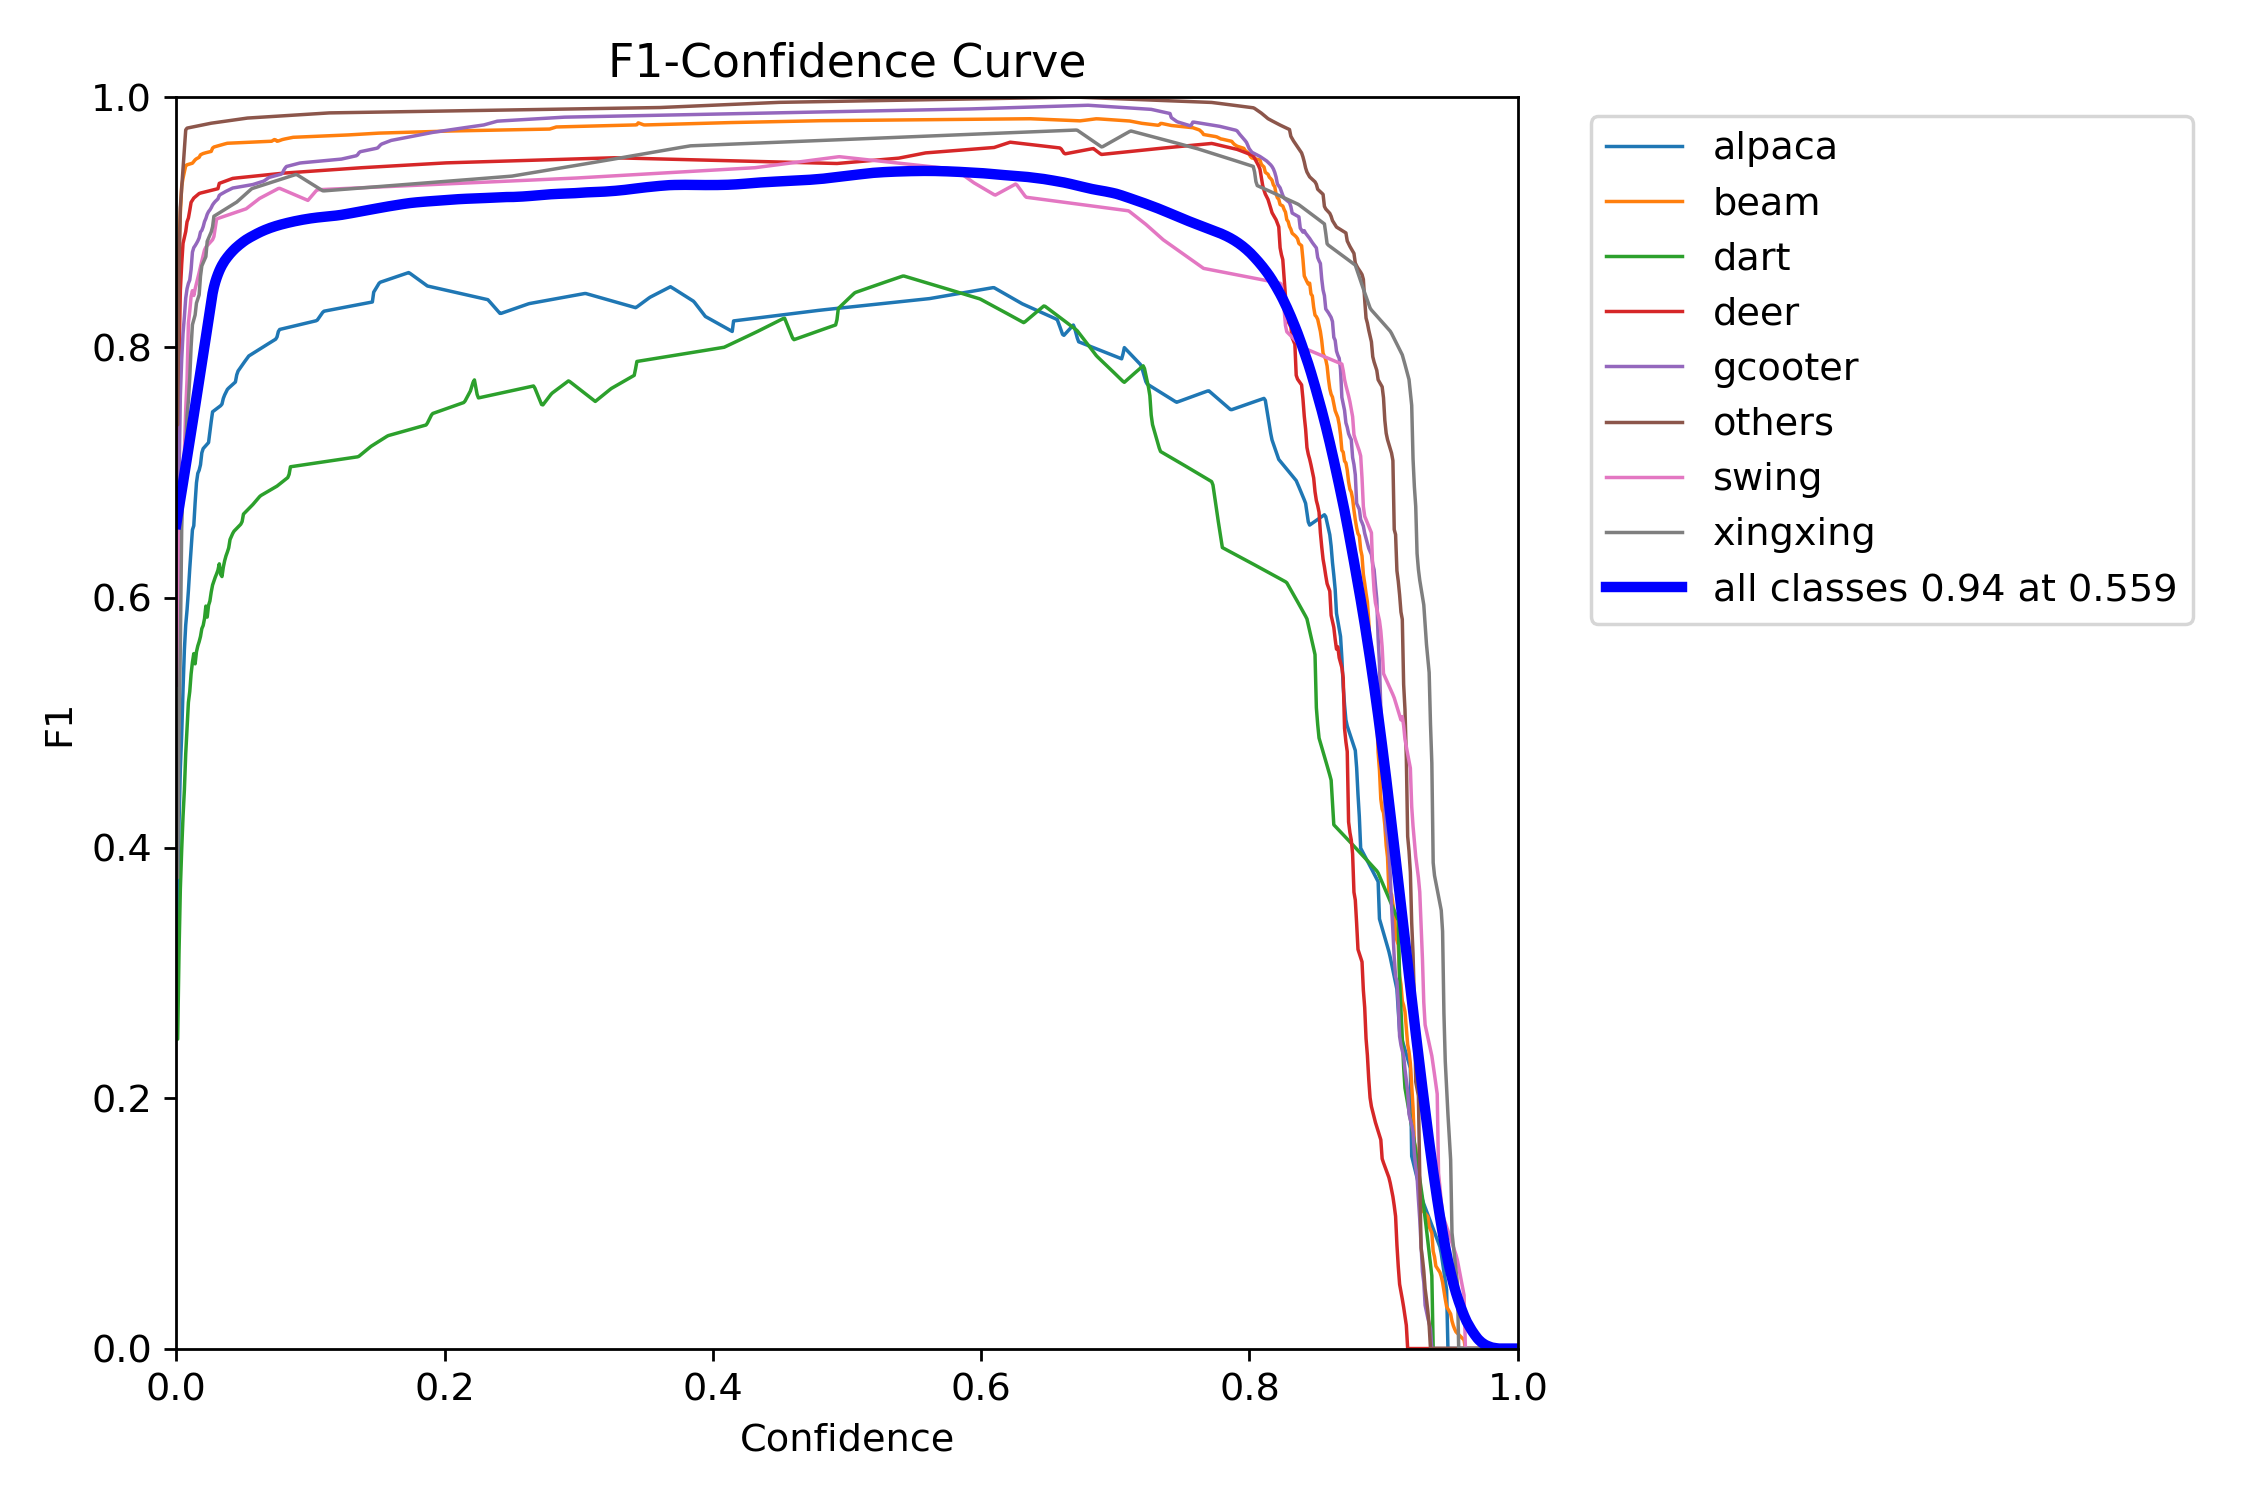 F1-Confidence Curve
1.0
0.8
0.6
0.4
0.2
0.0
F1
0.0 0.2 0.4 0.6 0.8 1.0
Confidence
alpaca
beam
dart
deer
gcooter
others
swing
xingxing
all classes 0.94 at 0.559